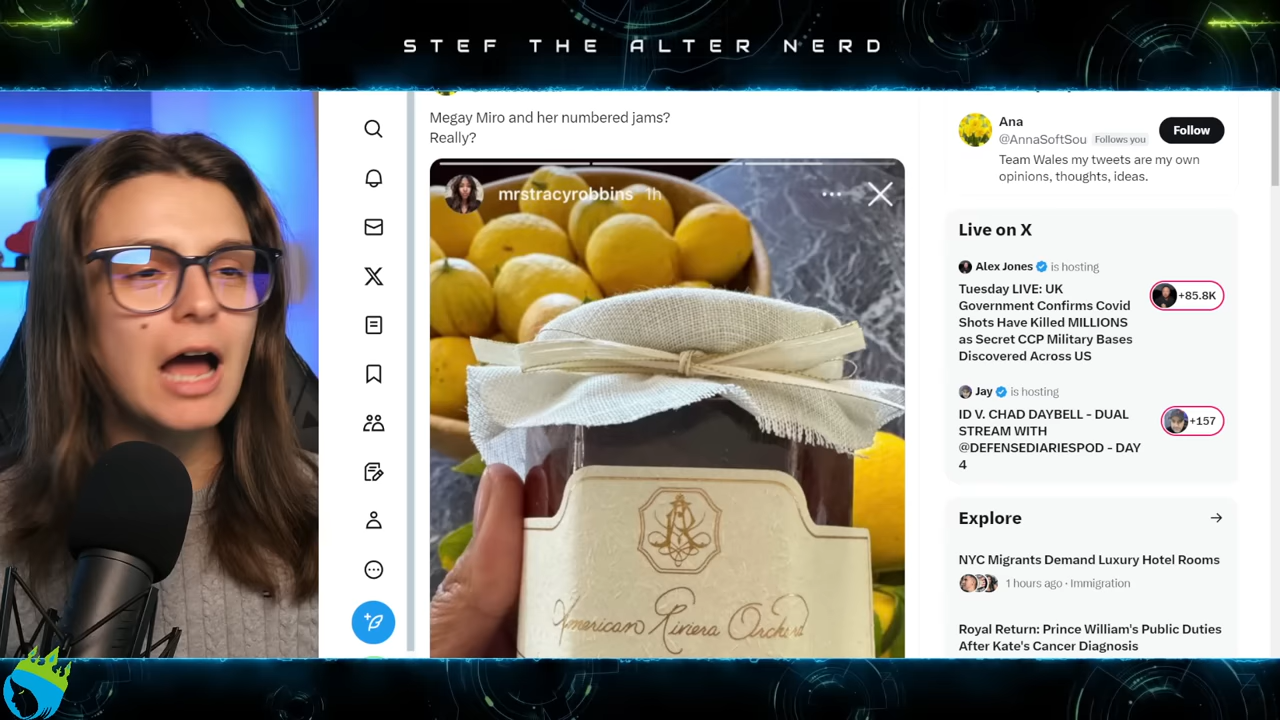 STEF THE ALTER NERD
Megay Miro and her numbered jams?
Really?
mrstracyrobbins 1h
American Riviera Orchard
Ana
@AnnaSoftSou Follows you
Follow
Team Wales my tweets are my own
opinions, thoughts, ideas.
Live on X
Alex Jones is hosting
Tuesday LIVE: UK
Government Confirms Covid
Shots Have Killed MILLIONS
as Secret CCP Military Bases
Discovered Across US
+85.8K
Jay is hosting
ID V. CHAD DAYBELL - DUAL
STREAM WITH
@DEFENSEDIARIESPOD - DAY
4
+157
Explore
NYC Migrants Demand Luxury Hotel Rooms
1 hours ago · Immigration
Royal Return: Prince William's Public Duties
After Kate's Cancer Diagnosis